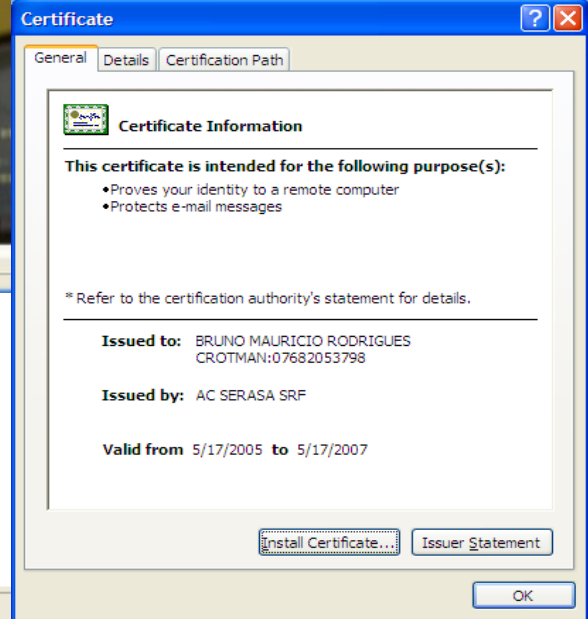 Certificate
General Details Certification Path
Certificate Information
This certificate is intended for the following purpose(s):
•Proves your identity to a remote computer
•Protects e-mail messages
* Refer to the certification authority's statement for details.
Issued to: BRUNO MAURICIO RODRIGUES
CROTMAN:07682053798
Issued by: AC SERASA SRF
Valid from 5/17/2005 to 5/17/2007
Install Certificate... Issuer Statement
OK